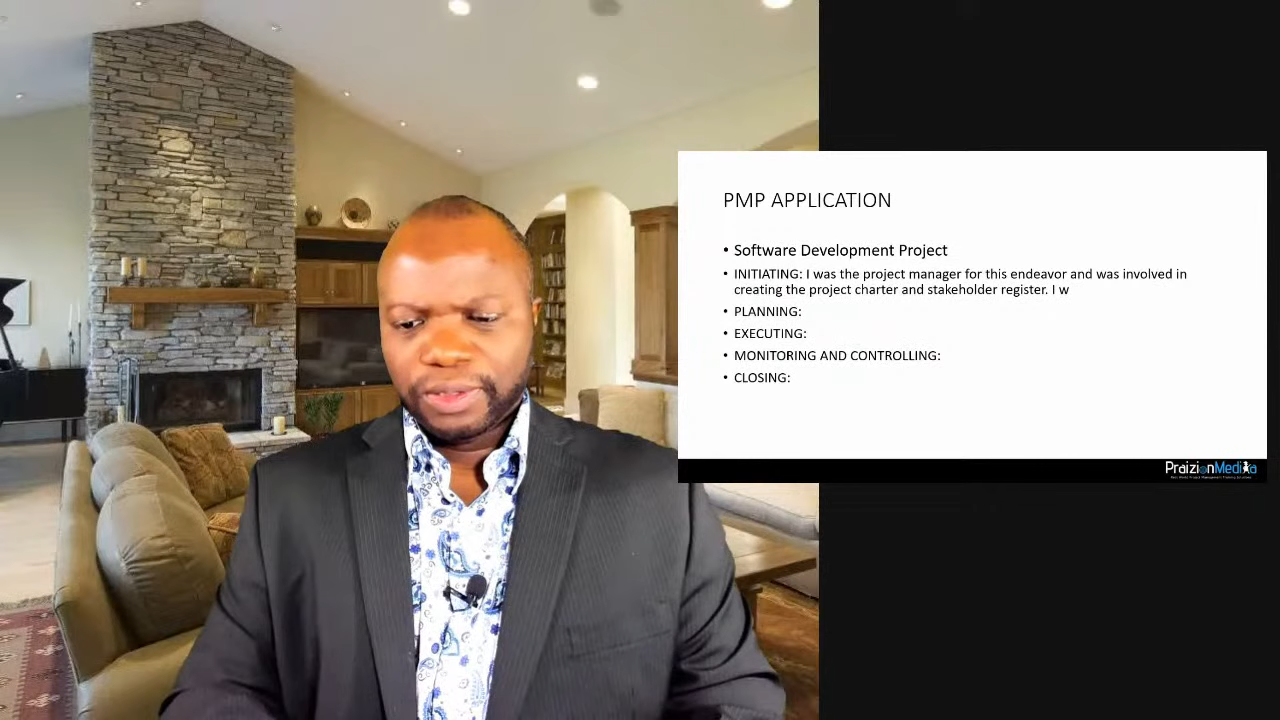 PMP APPLICATION
• Software Development Project
• INITIATING: I was the project manager for this endeavor and was involved in
creating the project charter and stakeholder register. I w
• PLANNING:
• EXECUTING:
• MONITORING AND CONTROLLING:
• CLOSING:
PraizionMedia